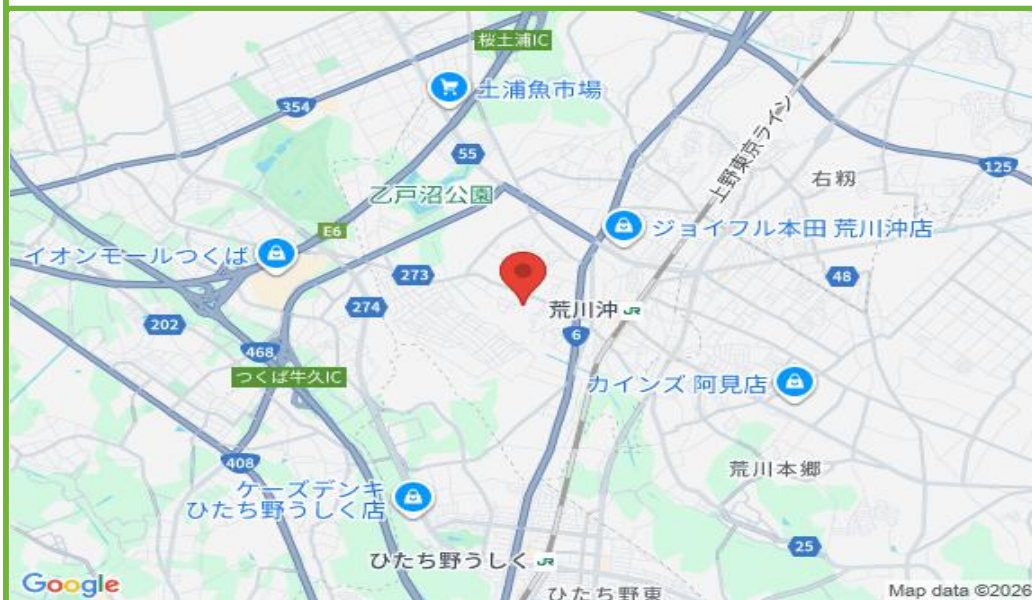 桜土浦IC
354
土浦魚市場
55
上野東京ライン
125
乙戸沼公園
右籾
E6
ジョイフル本田 荒川沖店
イオンモールつくば
273
48
274
荒川沖 JR
202
6
468
つくば牛久IC
カインズ 阿見店
408
荒川本郷
ケーズデンキ
ひたち野うしく店
25
ひたち野うしく JR
Google
ひたち野東
Map data ©2026